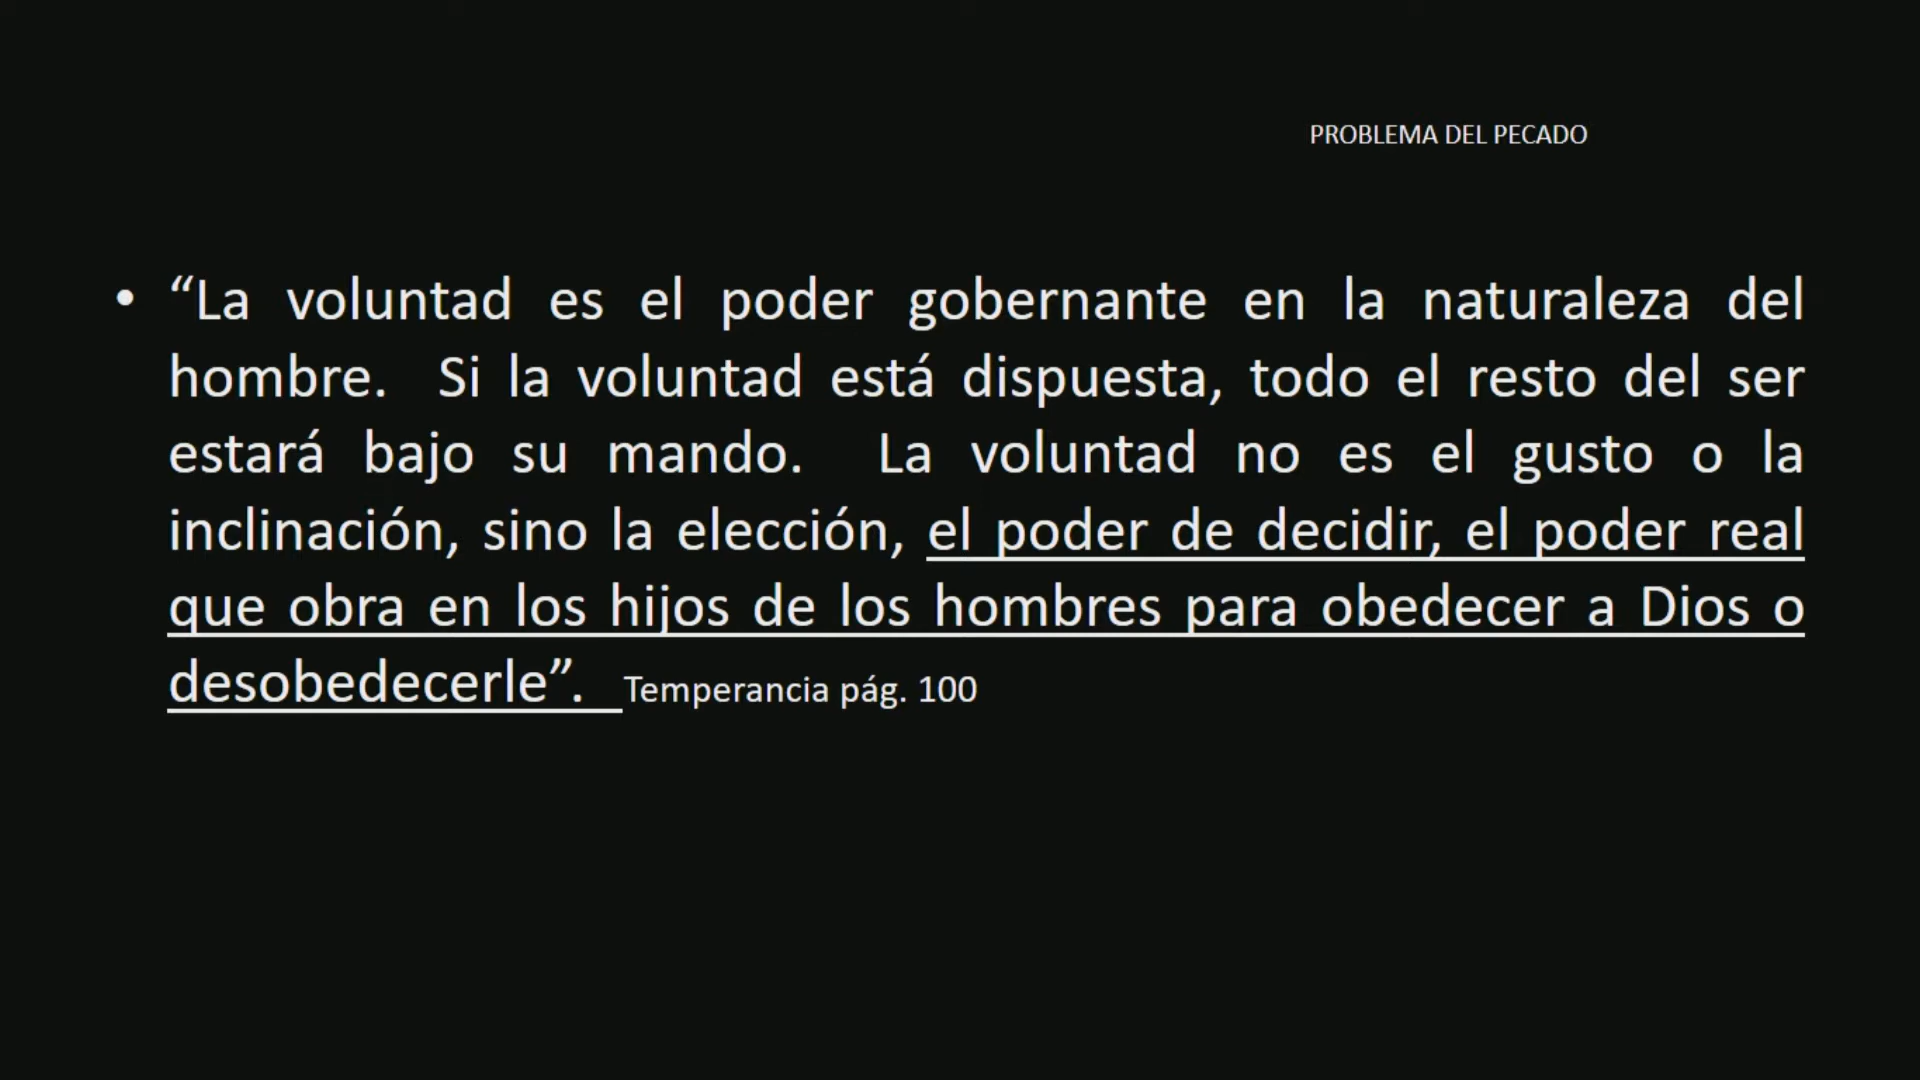 PROBLEMA DEL PECADO
• “La voluntad es el poder gobernante en la naturaleza del
hombre. Si la voluntad está dispuesta, todo el resto del ser
estará bajo su mando. La voluntad no es el gusto o la
inclinación, sino la elección, el poder de decidir, el poder real
que obra en los hijos de los hombres para obedecer a Dios o
desobedecerle”. Temperancia pág. 100